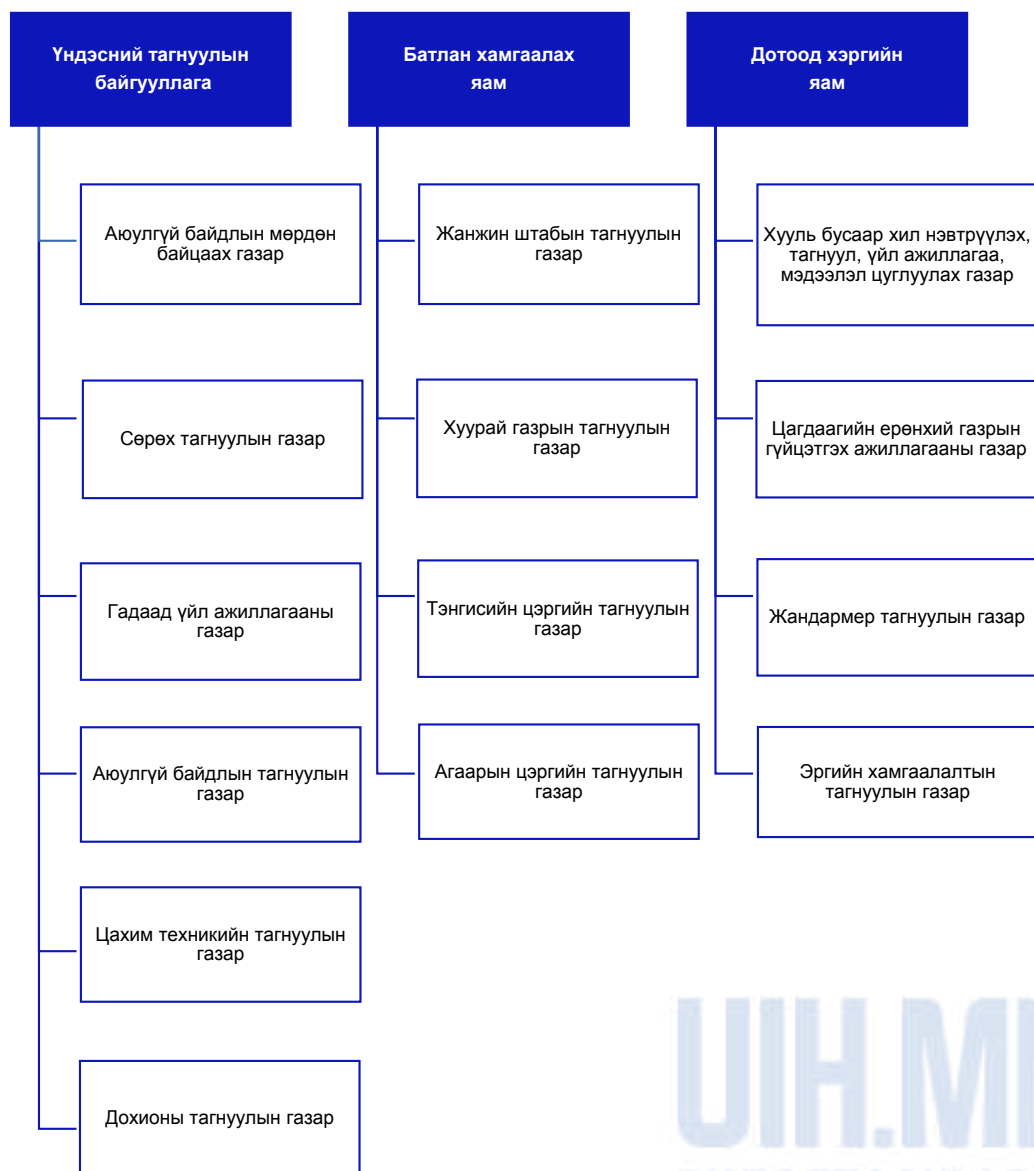 Үндэсний тагнуулын
байгууллага
Аюулгүй байдлын мөрдөн
байцаах газар
Сөрөх тагнуулын газар
Гадаад үйл ажиллагааны
газар
Аюулгүй байдлын тагнуулын
газар
Цахим техникийн тагнуулын
газар
Дохионы тагнуулын газар
Батлан хамгаалах
яам
Жанжин штабын тагнуулын
газар
Хуурай газрын тагнуулын
газар
Тэнгисийн цэргийн тагнуулын
газар
Агаарын цэргийн тагнуулын
газар
Дотоод хэргийн
яам
Хууль бусаар хил нэвтрүүлэх,
тагнуул, үйл ажиллагаа,
мэдээлэл цуглуулах газар
Цагдаагийн ерөнхий газрын
гүйцэтгэх ажиллагааны газар
Жандармер тагнуулын газар
Эргийн хамгаалалтын
тагнуулын газар